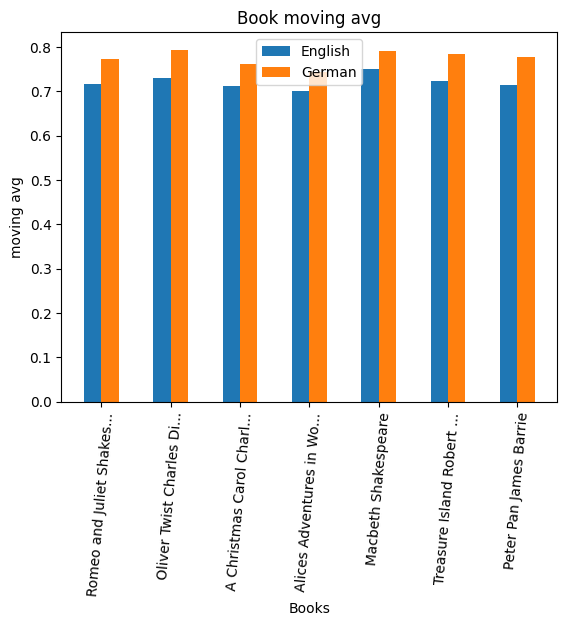 Book moving avg
English
German
moving avg
0.8
0.7
0.6
0.5
0.4
0.3
0.2
0.1
0.0
Romeo and Juliet Shakes...
Oliver Twist Charles Di...
A Christmas Carol Charl...
Alices Adventures in Wo...
Macbeth Shakespeare
Treasure Island Robert ...
Peter Pan James Barrie
Books